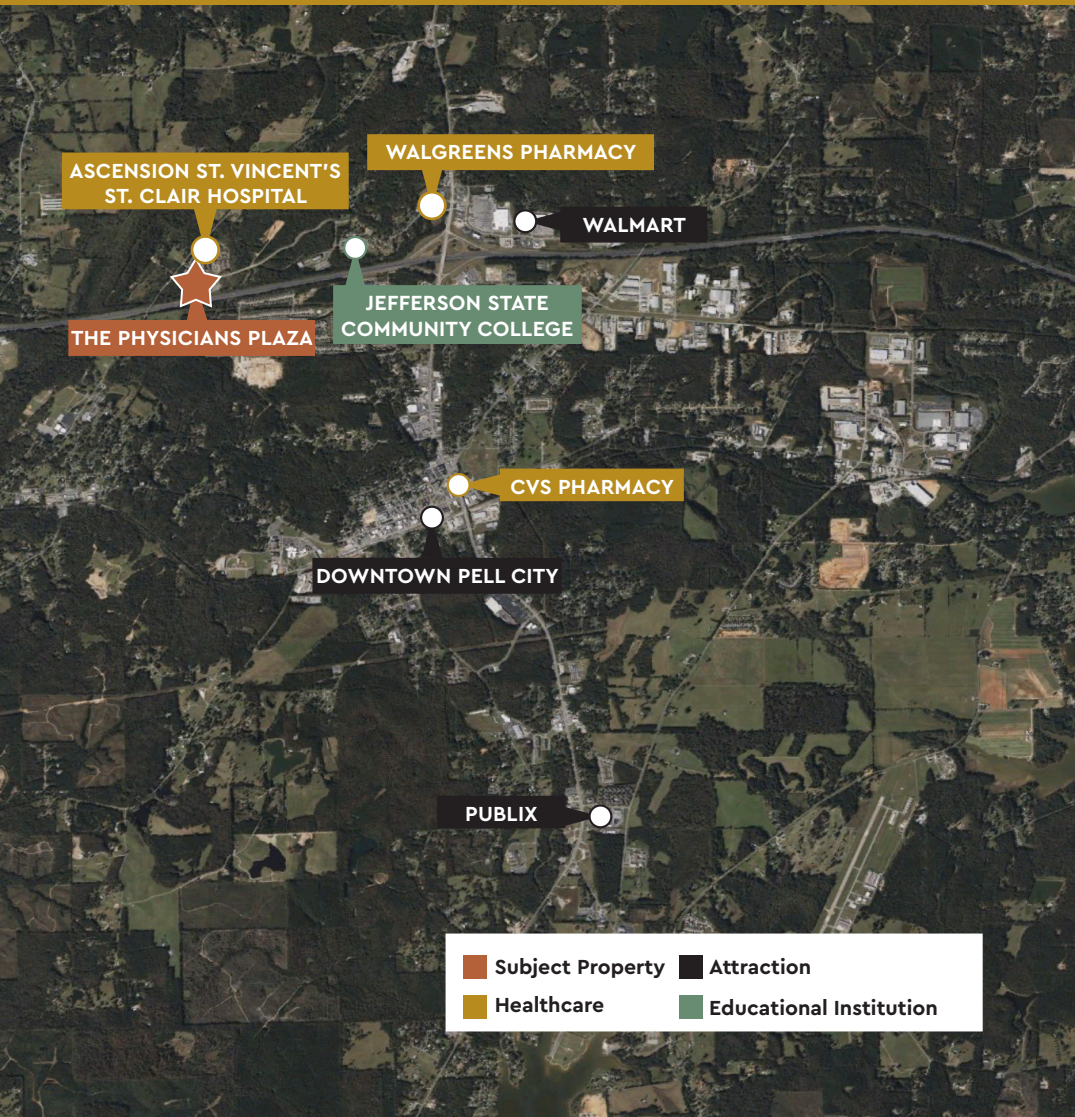 WALGREENS PHARMACY
ASCENSION ST. VINCENT'S
ST. CLAIR HOSPITAL
WALMART
JEFFERSON STATE
COMMUNITY COLLEGE
THE PHYSICIANS PLAZA
CVS PHARMACY
DOWNTOWN PELL CITY
PUBLIX
Subject Property
Attraction
Healthcare
Educational Institution